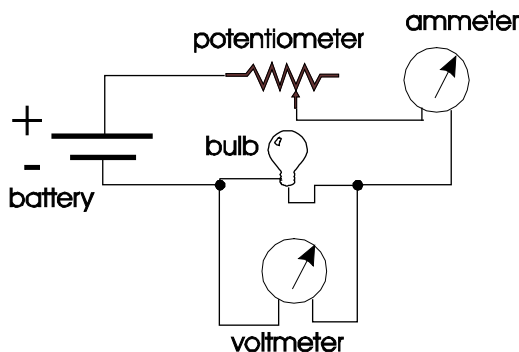 ammeter
potentiometer
+
bulb
-
battery
voltmeter